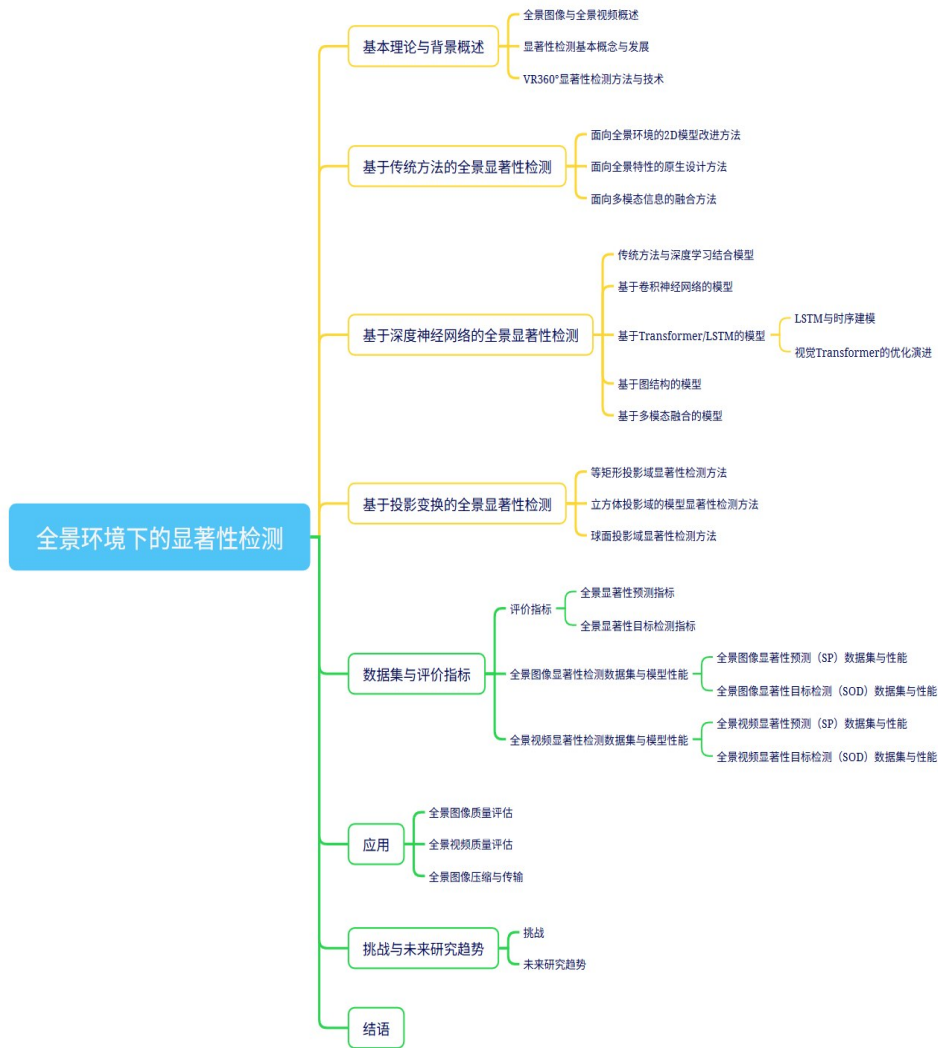 全景环境下的显著性检测
基本理论与背景概述
全景图像与全景视频概述
显著性检测基本概念与发展
VR360°显著性检测方法与技术
基于传统方法的全景显著性检测
面向全景环境的2D模型改进方法
面向全景特性的原生设计方法
面向多模态信息的融合方法
基于深度神经网络的全景显著性检测
传统方法与深度学习结合模型
基于卷积神经网络的模型
基于Transformer/LSTM的模型
LSTM与时序建模
视觉Transformer的优化演进
基于图结构的模型
基于多模态融合的模型
基于投影变换的全景显著性检测
等矩形投影域显著性检测方法
立方体投影域的模型显著性检测方法
球面投影域显著性检测方法
数据集与评价指标
评价指标
全景显著性预测指标
全景显著性目标检测指标
全景图像显著性检测数据集与模型性能
全景图像显著性预测（SP）数据集与性能
全景图像显著性目标检测（SOD）数据集与性能
全景视频显著性检测数据集与模型性能
全景视频显著性预测（SP）数据集与性能
全景视频显著性目标检测（SOD）数据集与性能
应用
全景图像质量评估
全景视频质量评估
全景图像压缩与传输
挑战与未来研究趋势
挑战
未来研究趋势
结语